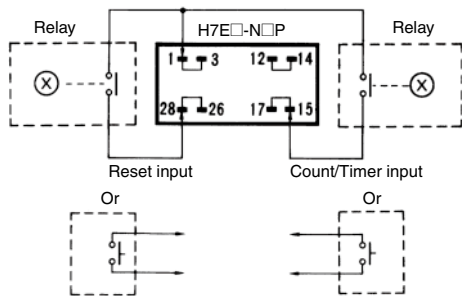 Relay
H7E□-N□P
Relay
1 3 12 14
X
X
28 26 17 15
Reset input
Count/Timer input
Or
Or